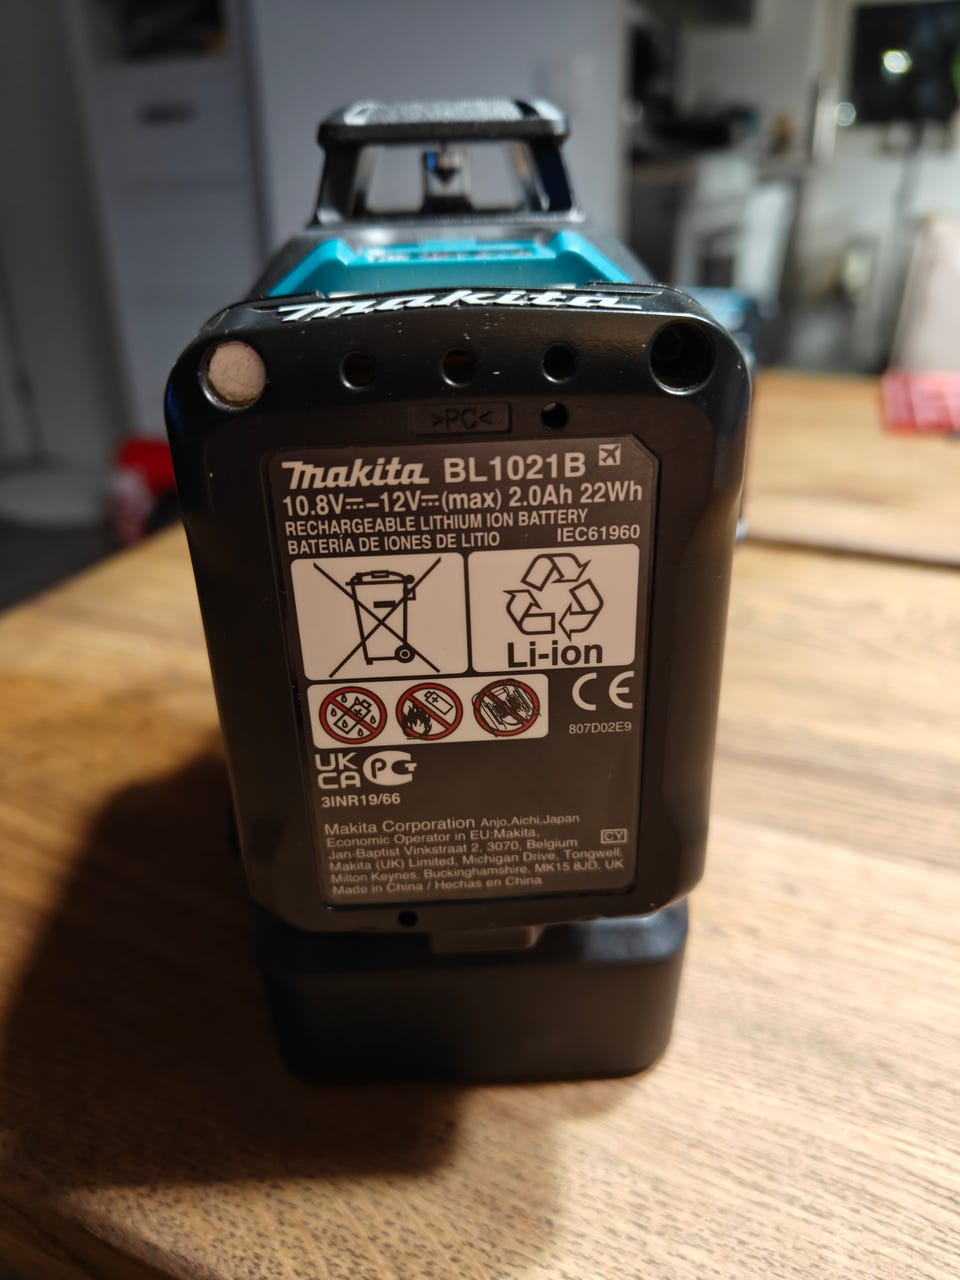 makita
>PC<
makita BL1021B
10.8V⎓–12V⎓(max) 2.0Ah 22Wh
RECHARGEABLE LITHIUM ION BATTERY
BATERÍA DE IONES DE LITIO IEC61960
Li-ion
CE
807D02E9
UK
CA
3INR19/66
Makita Corporation Anjo,Aichi,Japan
Economic Operator in EU:Makita, CY
Jan-Baptist Vinkstraat 2, 3070, Belgium
Makita (UK) Limited, Michigan Drive, Tongwell,
Milton Keynes, Buckinghamshire, MK15 8JD, UK
Made in China / Hechas en China